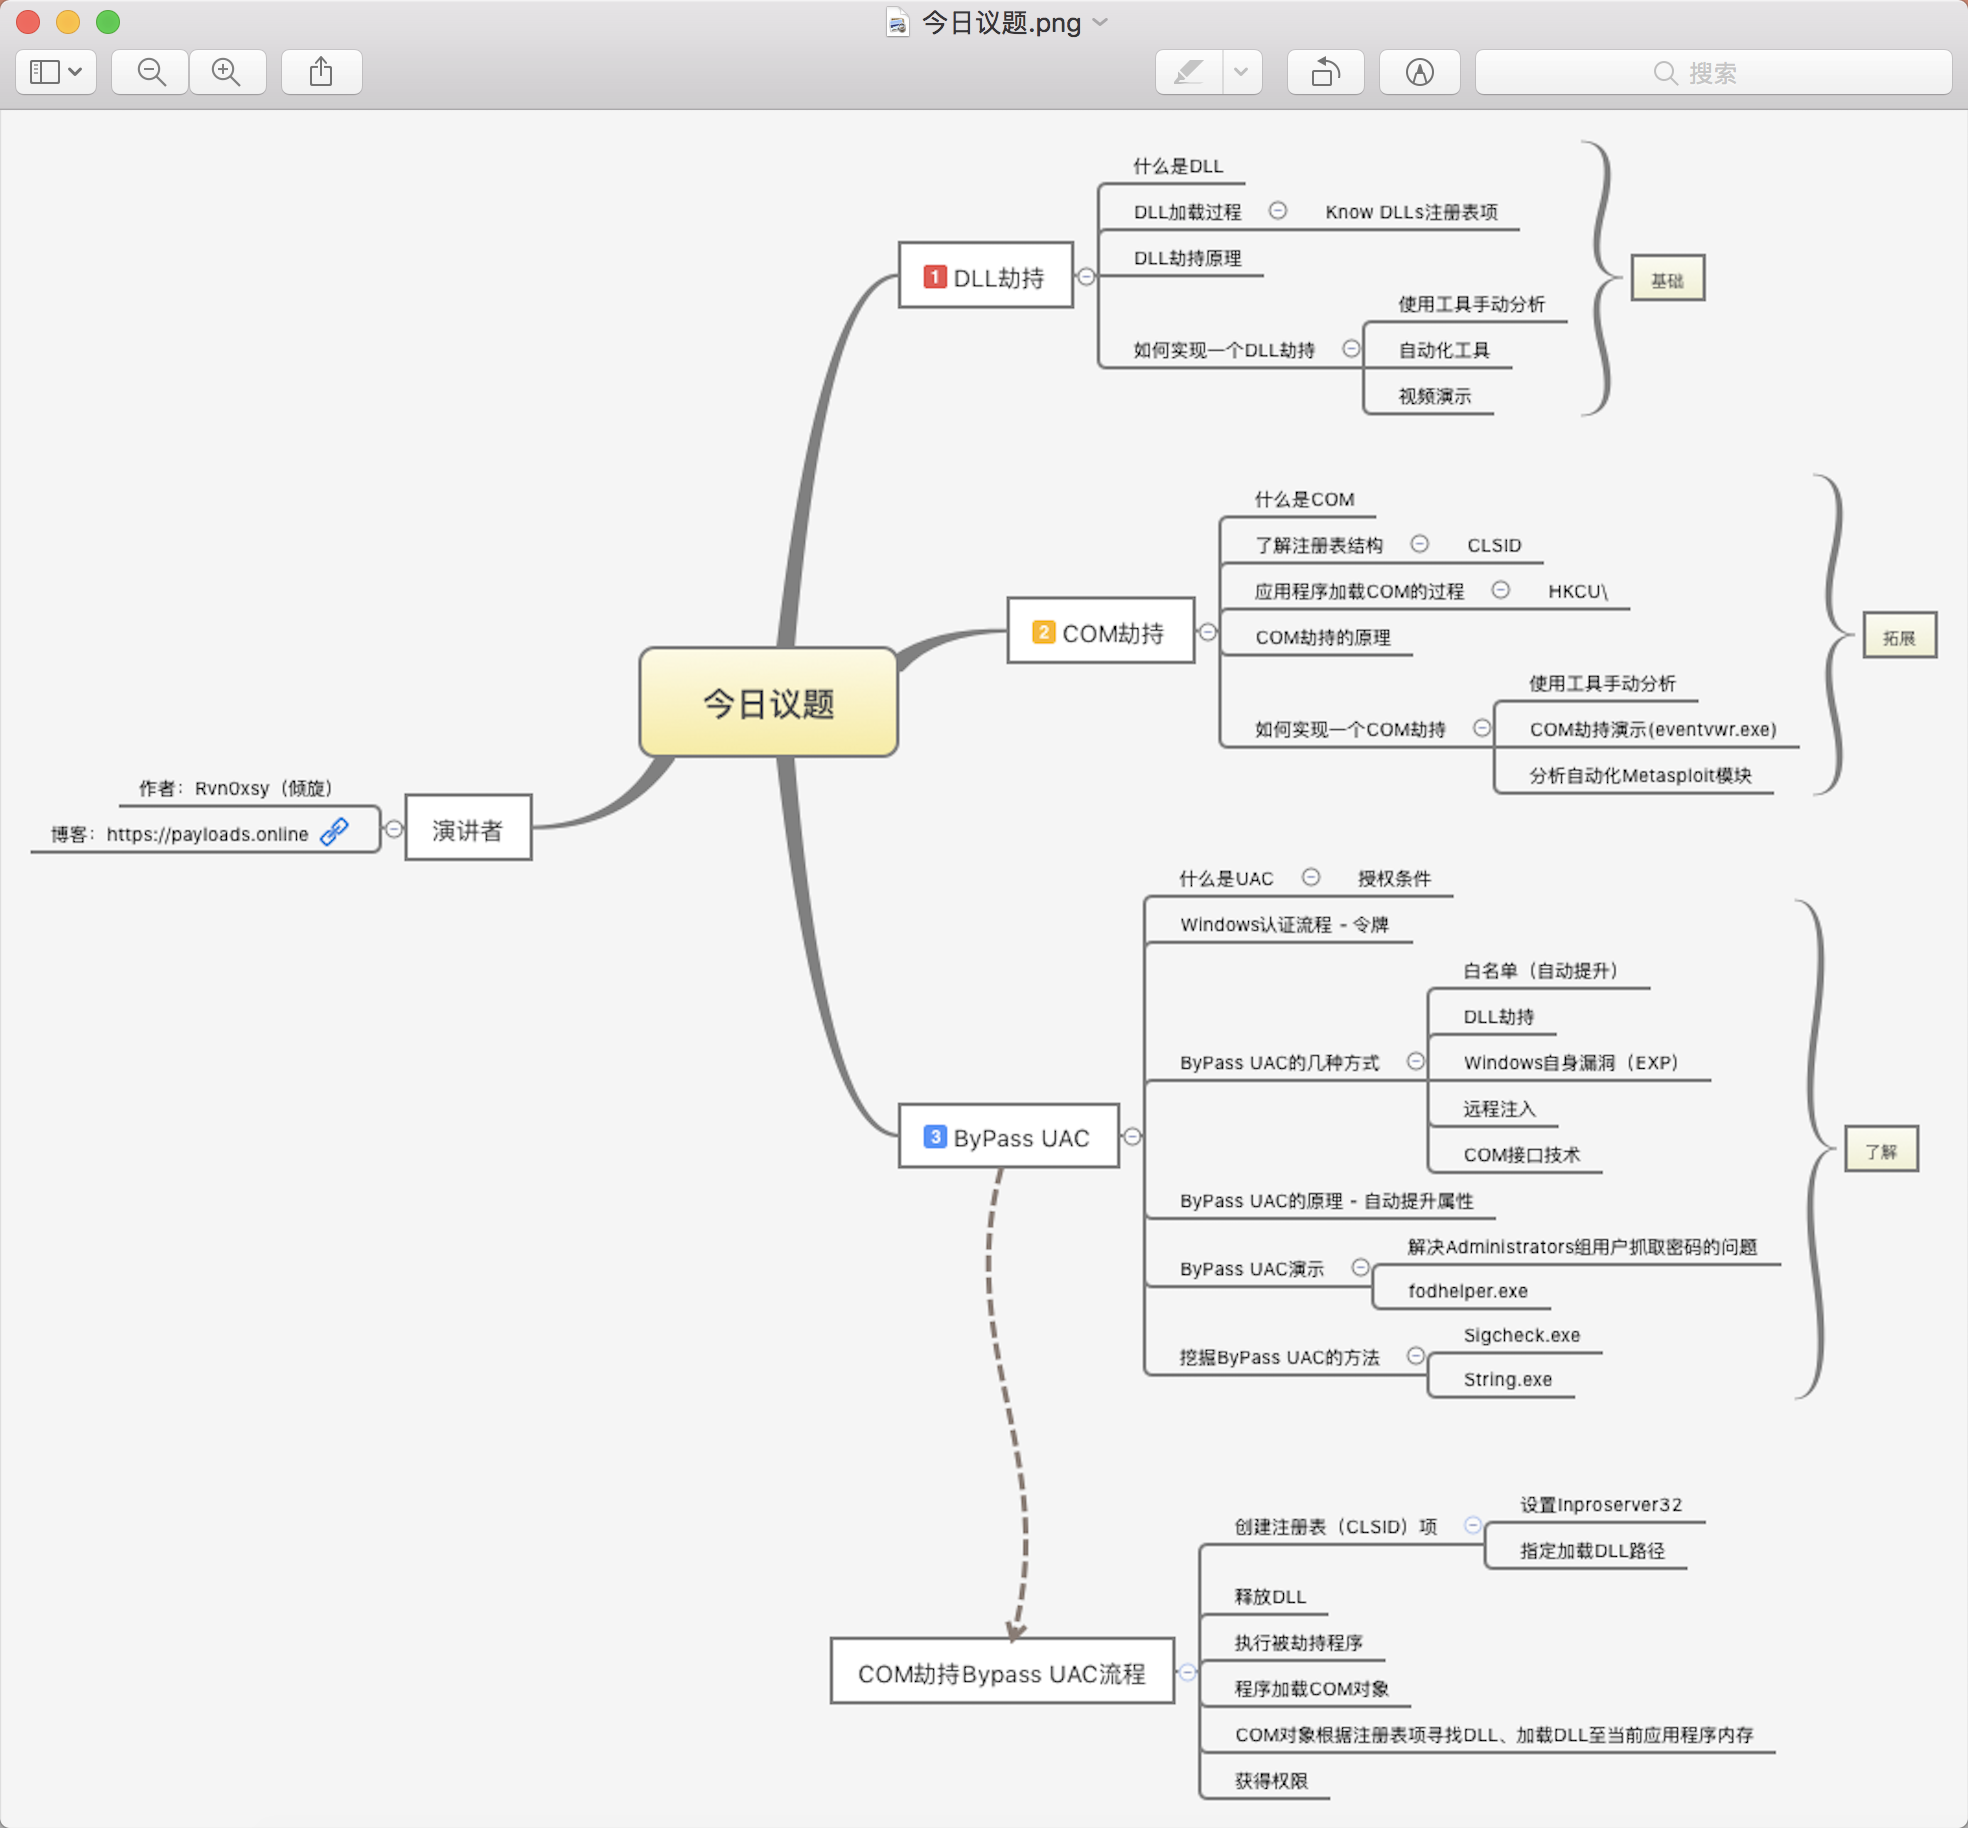 今日议题.png
搜索
什么是DLL
DLL加载过程
Know DLLs注册表项
DLL劫持原理
1 DLL劫持
如何实现一个DLL劫持
使用工具手动分析
自动化工具
视频演示
基础
什么是COM
了解注册表结构
CLSID
应用程序加载COM的过程
HKCU\
2 COM劫持
COM劫持的原理
如何实现一个COM劫持
使用工具手动分析
COM劫持演示(eventvwr.exe)
分析自动化Metasploit模块
拓展
今日议题
作者：Rvn0xsy（倾旋）
博客：https://payloads.online
演讲者
什么是UAC
授权条件
Windows认证流程 - 令牌
ByPass UAC的几种方式
白名单（自动提升）
DLL劫持
Windows自身漏洞（EXP）
远程注入
COM接口技术
3 ByPass UAC
ByPass UAC的原理 - 自动提升属性
ByPass UAC演示
解决Administrators组用户抓取密码的问题
fodhelper.exe
挖掘ByPass UAC的方法
Sigcheck.exe
String.exe
了解
COM劫持Bypass UAC流程
创建注册表（CLSID）项
设置Inproserver32
指定加载DLL路径
释放DLL
执行被劫持程序
程序加载COM对象
COM对象根据注册表项寻找DLL、加载DLL至当前应用程序内存
获得权限